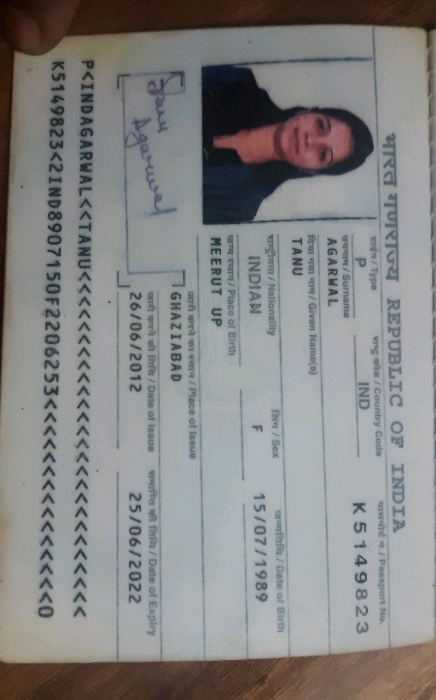 भारत गणराज्य REPUBLIC OF INDIA
टाईप / Type राष्ट्र कोड / Country Code पासपोर्ट न. / Passport No.
P IND K5149823
उपनाम / Surname
AGARWAL
दिया गया नाम / Given Name(s)
TANU
राष्ट्रीयता / Nationality लिंग / Sex जन्मतिथि / Date of Birth
INDIAN F 15/07/1989
जन्म स्थान / Place of Birth
MEERUT UP
जारी करने का स्थान / Place of Issue
GHAZIABAD
जारी करने की तिथि / Date of Issue समाप्ति की तिथि / Date of Expiry
26/06/2012 25/06/2022
Tanu
Agarwal
P<INDAGARWAL<<TANU<<<<<<<<<<<<<<<<<<<<<<<<<<
K5149823<2IND8907150F2206253<<<<<<<<<<<<<<<0